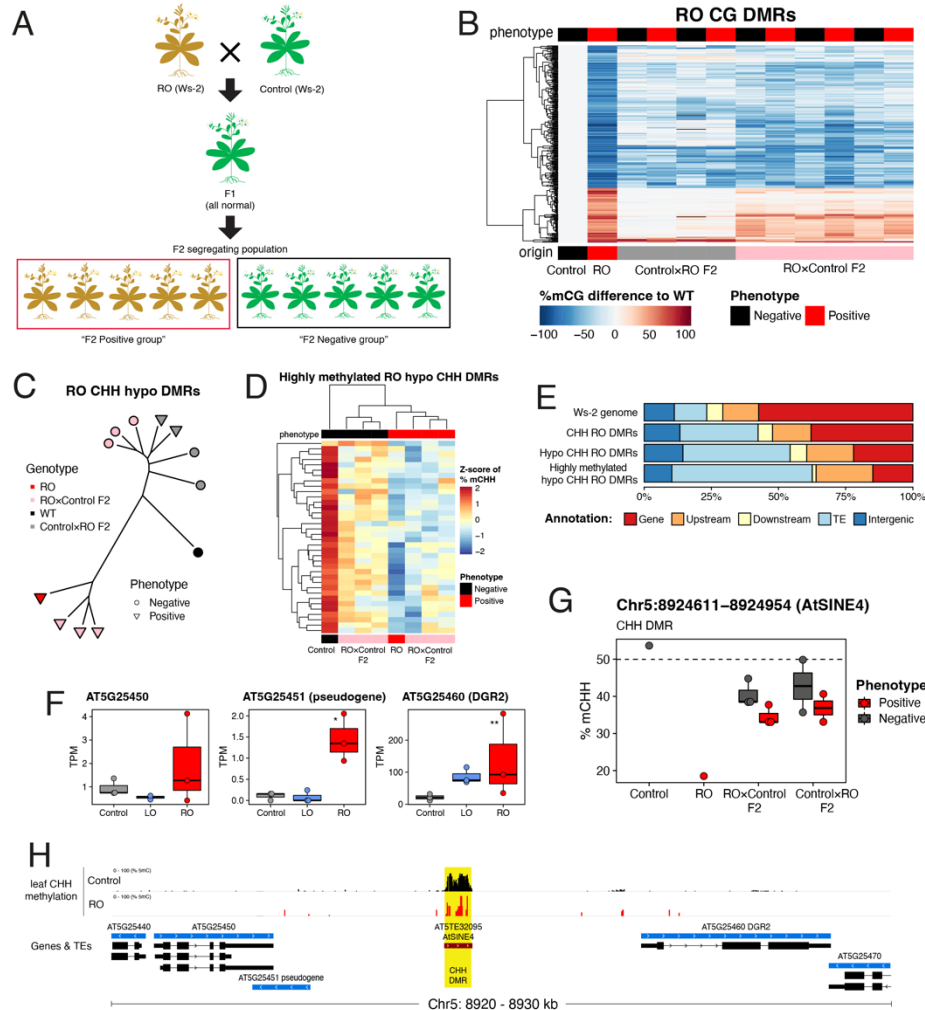 A
RO (Ws-2)
Control (Ws-2)
F1
(all normal)
F2 segregating population
"F2 Positive group"
"F2 Negative group"
B
RO CG DMRs
phenotype
origin
Control
RO
Control×RO F2
RO×Control F2
%mCG difference to WT
-100 -50 0 50 100
Phenotype
Negative
Positive
C
RO CHH hypo DMRs
Genotype
RO
RO×Control F2
WT
Control×RO F2
Phenotype
Negative
Positive
D
Highly methylated RO hypo CHH DMRs
phenotype
Z-score of
% mCHH
2
1
0
-1
-2
Phenotype
Negative
Positive
Control
RO×Control
F2
RO
RO×Control
F2
E
Ws-2 genome
CHH RO DMRs
Hypo CHH RO DMRs
Highly methylated
hypo CHH RO DMRs
0% 25% 50% 75% 100%
Annotation: Gene Upstream Downstream TE Intergenic
F
AT5G25450
TPM
4
3
2
1
Control LO RO
AT5G25451 (pseudogene)
TPM
2.0
1.5
1.0
0.5
0.0
*
Control LO RO
AT5G25460 (DGR2)
TPM
200
100
0
**
Control LO RO
G
Chr5:8924611–8924954 (AtSINE4)
CHH DMR
% mCHH
50
40
30
20
Control
RO
RO×Control
F2
Control×RO
F2
Phenotype
Positive
Negative
H
leaf CHH
methylation
0 - 100 (% 5mC)
Control
0 - 100 (% 5mC)
RO
Genes & TEs
AT5G25440
AT5G25450
AT5G25451 pseudogene
AT5TE32095
AtSINE4
CHH
DMR
AT5G25460 DGR2
AT5G25470
Chr5: 8920 - 8930 kb